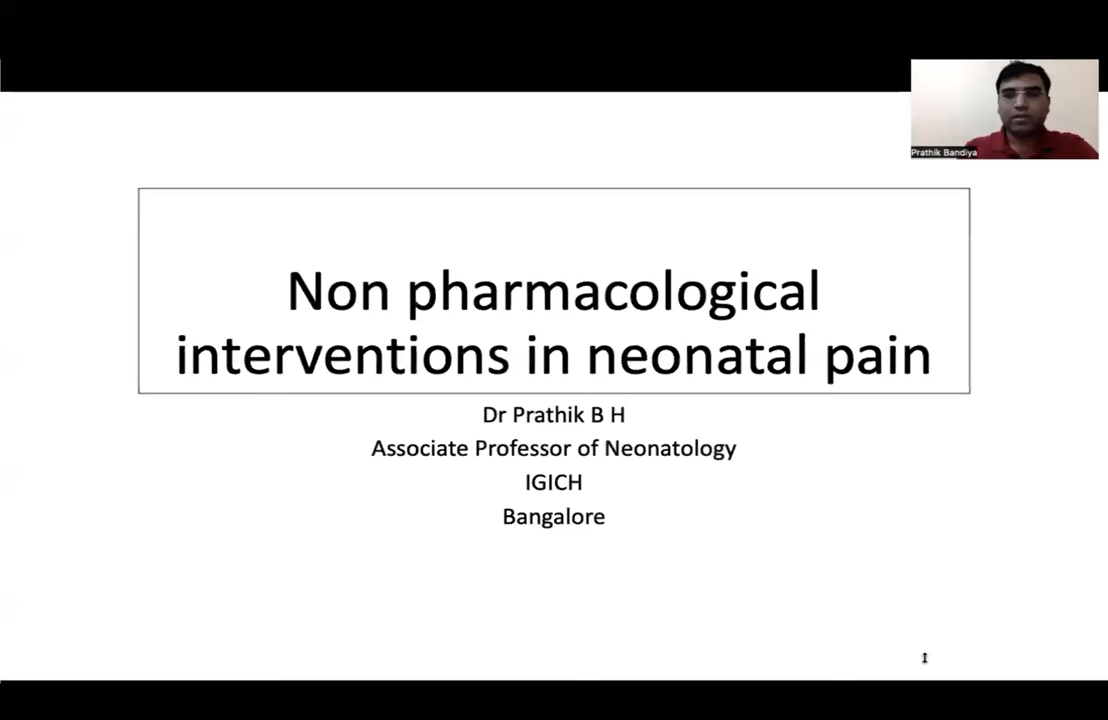 Prathik Bandiya
Non pharmacological
interventions in neonatal pain
Dr Prathik B H
Associate Professor of Neonatology
IGICH
Bangalore